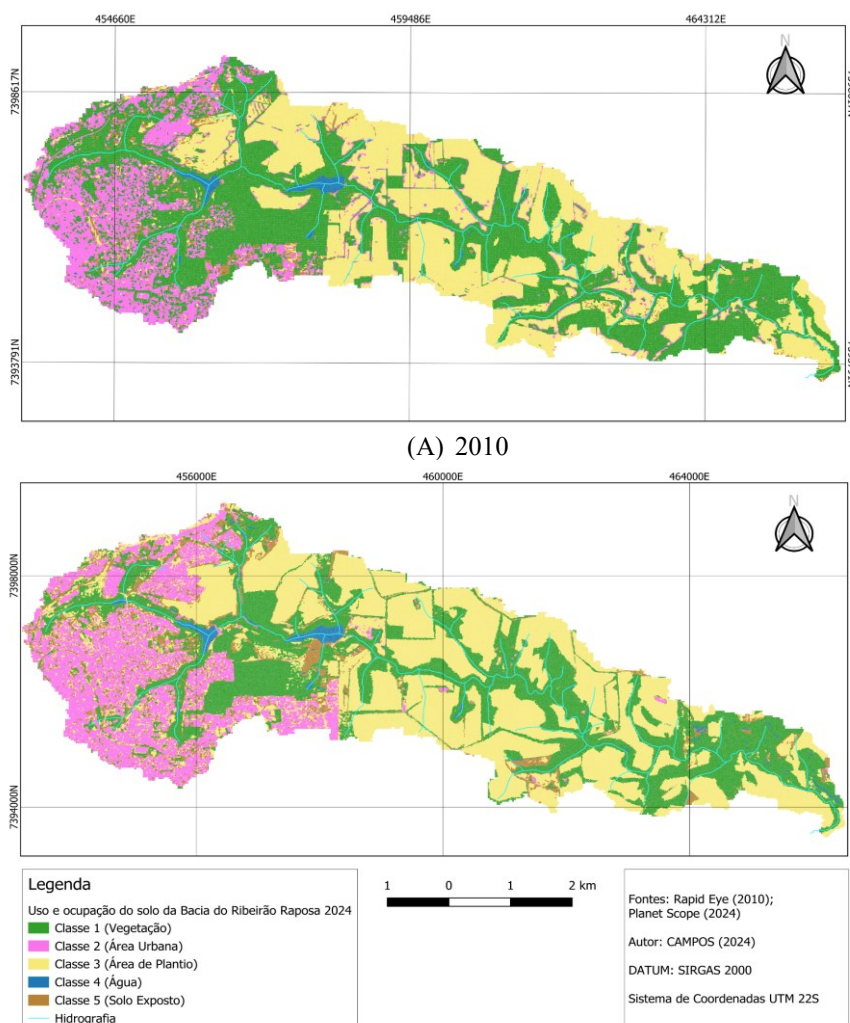 454660E 459486E 464312E
N
7398617N
7393791N
(A) 2010
456000E 460000E 464000E
N
7398000N
7394000N
Legenda
Uso e ocupação do solo da Bacia do Ribeirão Raposa 2024
Classe 1 (Vegetação)
Classe 2 (Área Urbana)
Classe 3 (Área de Plantio)
Classe 4 (Água)
Classe 5 (Solo Exposto)
Hidrografia
1 0 1 2 km
Fontes: Rapid Eye (2010);
Planet Scope (2024)
Autor: CAMPOS (2024)
DATUM: SIRGAS 2000
Sistema de Coordenadas UTM 22S